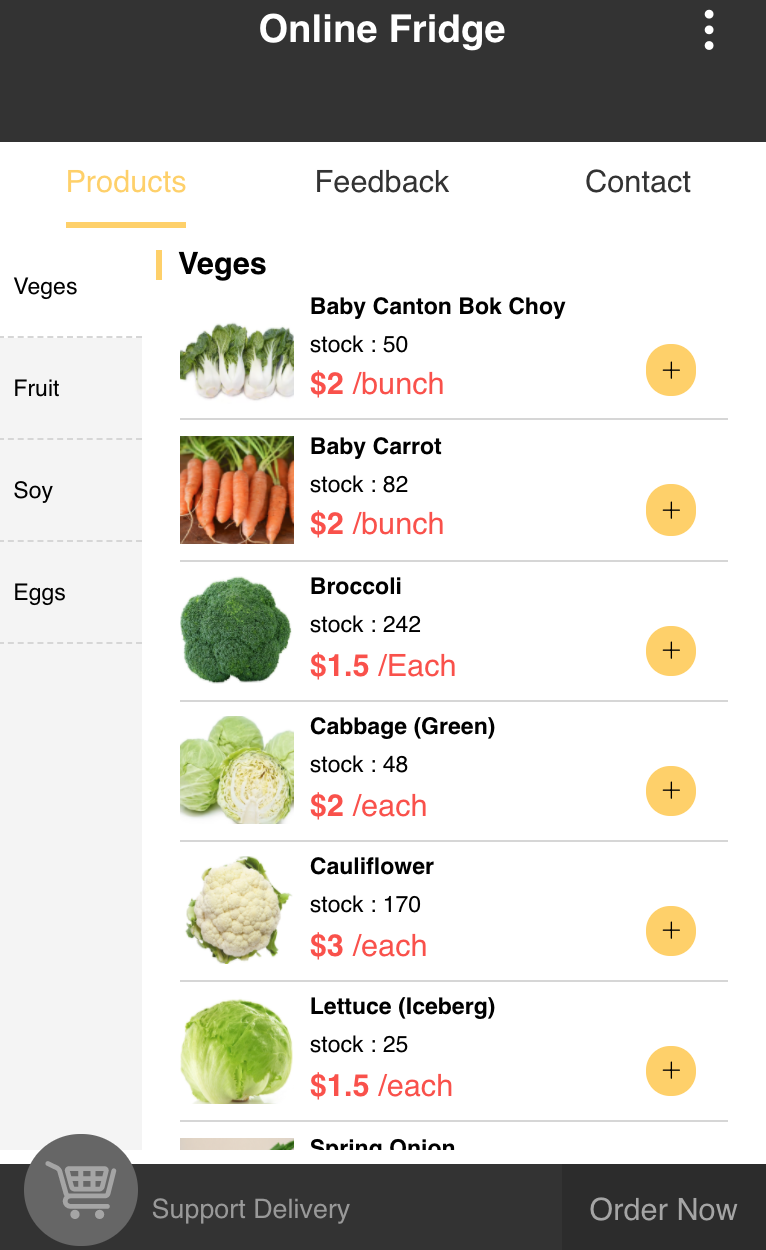 Online Fridge
Products
Feedback
Contact
Veges
Fruit
Soy
Eggs
Veges
Baby Canton Bok Choy
stock : 50
$2 /bunch
+
Baby Carrot
stock : 82
$2 /bunch
+
Broccoli
stock : 242
$1.5 /Each
+
Cabbage (Green)
stock : 48
$2 /each
+
Cauliflower
stock : 170
$3 /each
+
Lettuce (Iceberg)
stock : 25
$1.5 /each
+
Spring Onion
Support Delivery
Order Now